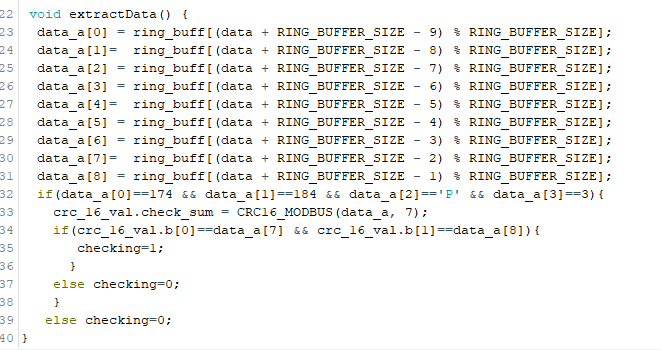 22 void extractData() {
23 data_a[0] = ring_buff[(data + RING_BUFFER_SIZE - 9) % RING_BUFFER_SIZE];
24 data_a[1]= ring_buff[(data + RING_BUFFER_SIZE - 8) % RING_BUFFER_SIZE];
25 data_a[2] = ring_buff[(data + RING_BUFFER_SIZE - 7) % RING_BUFFER_SIZE];
26 data_a[3] = ring_buff[(data + RING_BUFFER_SIZE - 6) % RING_BUFFER_SIZE];
27 data_a[4]= ring_buff[(data + RING_BUFFER_SIZE - 5) % RING_BUFFER_SIZE];
28 data_a[5] = ring_buff[(data + RING_BUFFER_SIZE - 4) % RING_BUFFER_SIZE];
29 data_a[6] = ring_buff[(data + RING_BUFFER_SIZE - 3) % RING_BUFFER_SIZE];
30 data_a[7]= ring_buff[(data + RING_BUFFER_SIZE - 2) % RING_BUFFER_SIZE];
31 data_a[8] = ring_buff[(data + RING_BUFFER_SIZE - 1) % RING_BUFFER_SIZE];
32 if(data_a[0]==174 && data_a[1]==184 && data_a[2]=='P' && data_a[3]==3){
33 crc_16_val.check_sum = CRC16_MODBUS(data_a, 7);
34 if(crc_16_val.b[0]==data_a[7] && crc_16_val.b[1]==data_a[8]){
35 checking=1;
36 }
37 else checking=0;
38 }
39 else checking=0;
40 }